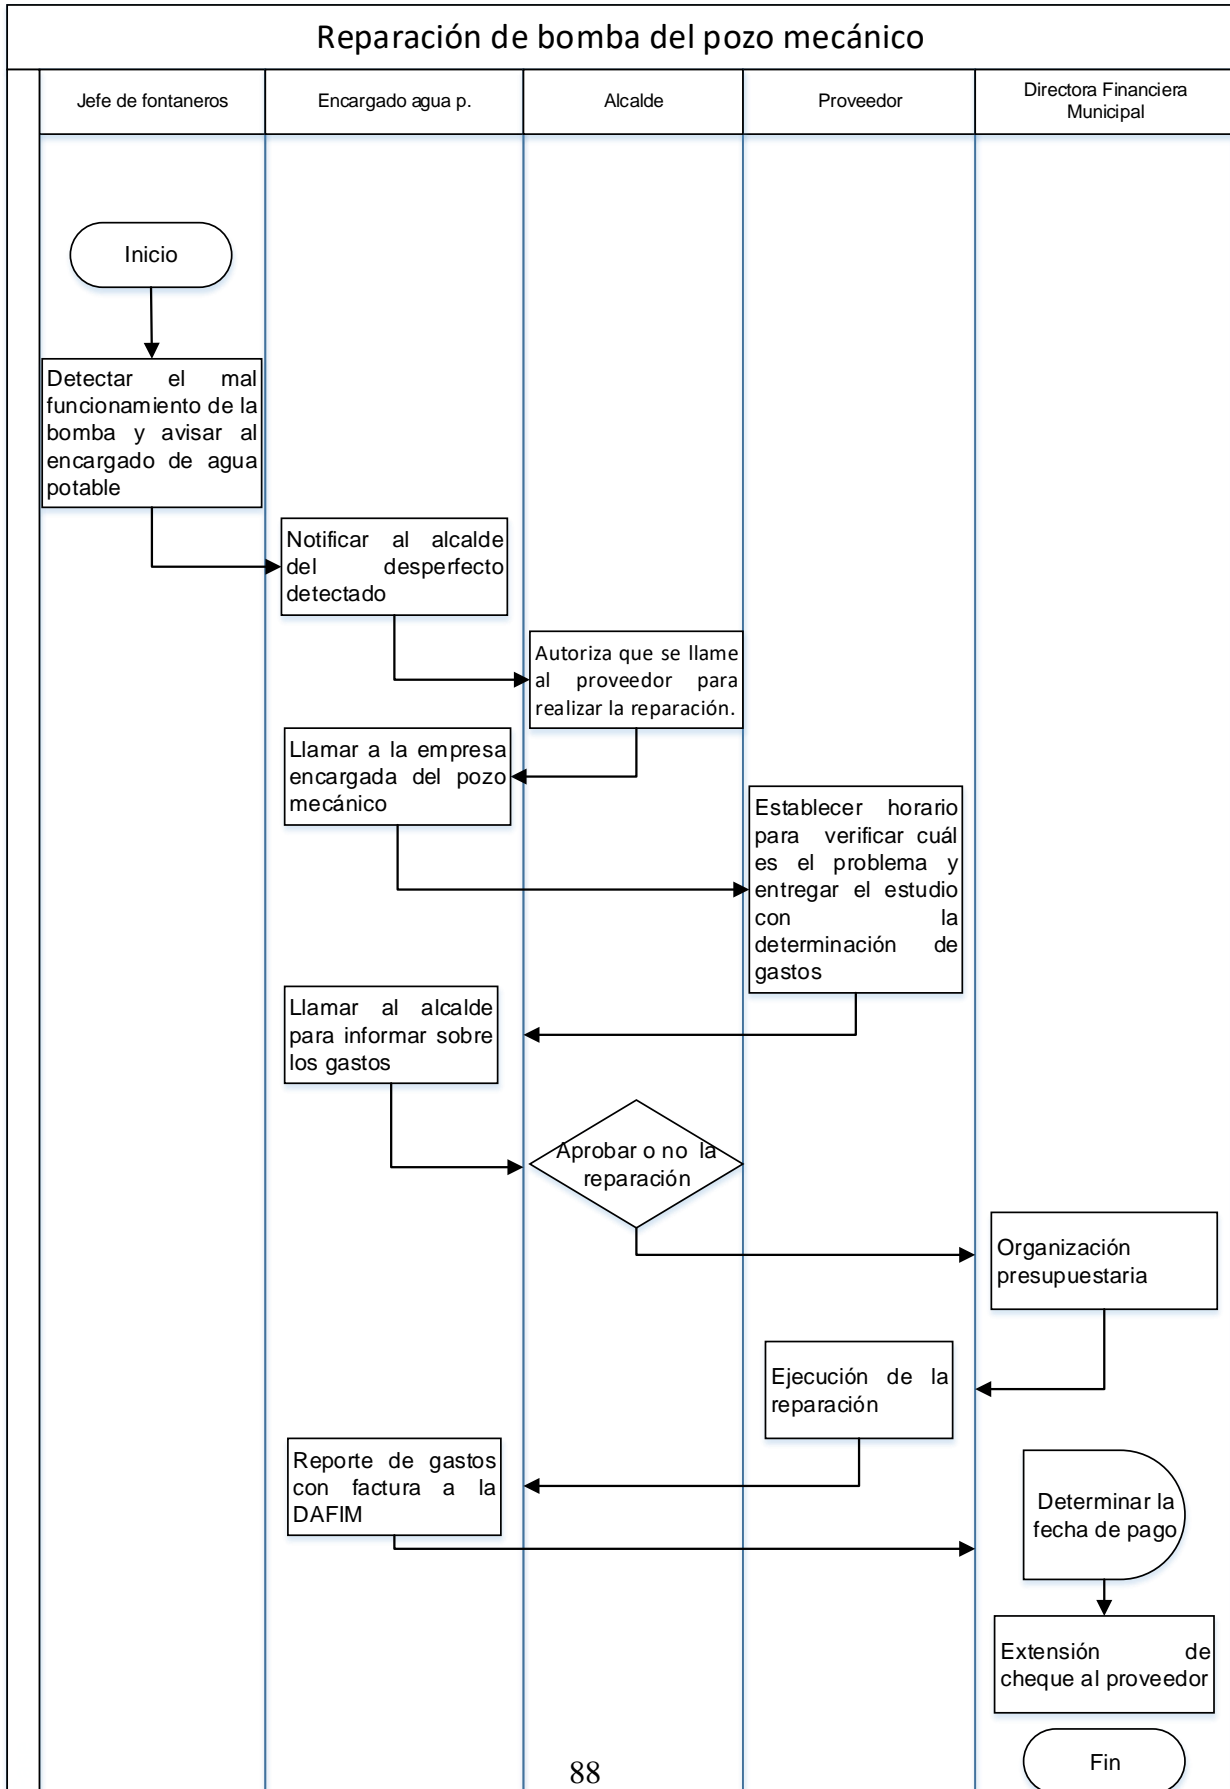 Reparación de bomba del pozo mecánico
Jefe de fontaneros
Encargado agua p.
Alcalde
Proveedor
Directora Financiera
Municipal
Inicio
Detectar el mal
funcionamiento de la
bomba y avisar al
encargado de agua
potable
Notificar al alcalde
del desperfecto
detectado
Autoriza que se llame
al proveedor para
realizar la reparación.
Llamar a la empresa
encargada del pozo
mecánico
Establecer horario
para verificar cuál
es el problema y
entregar el estudio
con la
determinación de
gastos
Llamar al alcalde
para informar sobre
los gastos
Aprobar o no la
reparación
Organización
presupuestaria
Ejecución de la
reparación
Reporte de gastos
con factura a la
DAFIM
Determinar la
fecha de pago
Extensión de
cheque al proveedor
Fin
88